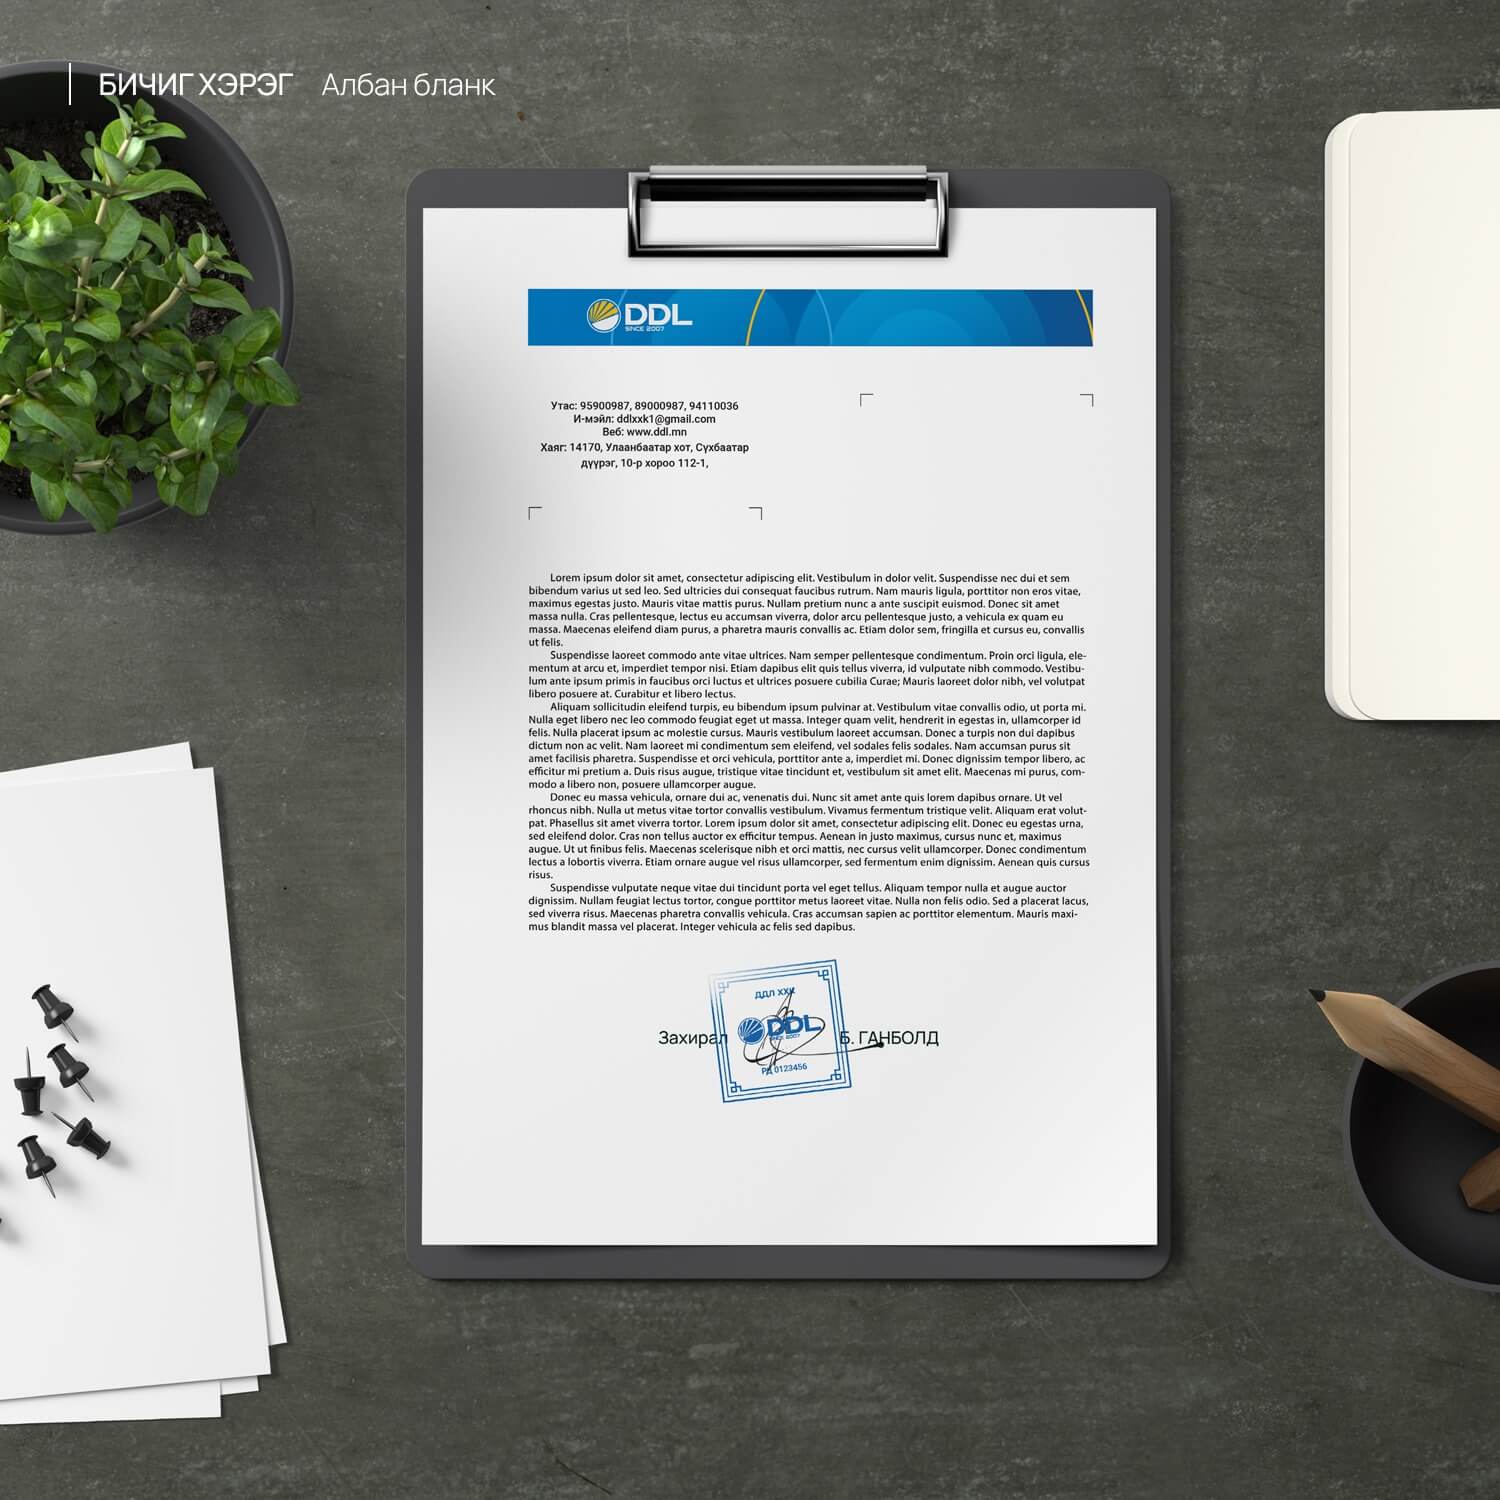 БИЧИГ ХЭРЭГ Албан бланк
DDL
SINCE 2007
Утас: 95900987, 89000987, 94110036
И-мэйл: ddlxxk1@gmail.com
Веб: www.ddl.mn
Хаяг: 14170, Улаанбаатар хот, Сүхбаатар
дүүрэг, 10-р хороо 112-1,
Lorem ipsum dolor sit amet, consectetur adipiscing elit. Vestibulum in dolor velit. Suspendisse nec dui et sem
bibendum varius ut sed leo. Sed ultricies dui consequat faucibus rutrum. Nam mauris ligula, porttitor non eros vitae,
maximus egestas justo. Mauris vitae mattis purus. Nullam pretium nunc a ante suscipit euismod. Donec sit amet
massa nulla. Cras pellentesque, lectus eu accumsan viverra, dolor arcu pellentesque justo, a vehicula ex quam eu
massa. Maecenas eleifend diam purus, a pharetra mauris convallis ac. Etiam dolor sem, fringilla et cursus eu, convallis
ut felis.
Suspendisse laoreet commodo ante vitae ultrices. Nam semper pellentesque condimentum. Proin orci ligula, ele-
mentum at arcu et, imperdiet tempor nisi. Etiam dapibus elit quis tellus viverra, id vulputate nibh commodo. Vestibu-
lum ante ipsum primis in faucibus orci luctus et ultrices posuere cubilia Curae; Mauris laoreet dolor nibh, vel volutpat
libero posuere at. Curabitur et libero lectus.
Aliquam sollicitudin eleifend turpis, eu bibendum ipsum pulvinar at. Vestibulum vitae convallis odio, ut porta mi.
Nulla eget libero nec leo commodo feugiat eget ut massa. Integer quam velit, hendrerit in egestas in, ullamcorper id
felis. Nulla placerat ipsum ac molestie cursus. Mauris vestibulum laoreet accumsan. Donec a turpis non dui dapibus
dictum non ac velit. Nam laoreet mi condimentum sem eleifend, vel sodales felis sodales. Nam accumsan purus sit
amet facilisis pharetra. Suspendisse et orci vehicula, porttitor ante a, imperdiet mi. Donec dignissim tempor libero, ac
efficitur mi pretium a. Duis risus augue, tristique vitae tincidunt et, vestibulum sit amet elit. Maecenas mi purus, com-
modo a libero non, posuere ullamcorper augue.
Donec eu massa vehicula, ornare dui ac, venenatis dui. Nunc sit amet ante quis lorem dapibus ornare. Ut vel
rhoncus nibh. Nulla ut metus vitae tortor convallis vestibulum. Vivamus fermentum tristique velit. Aliquam erat volut-
pat. Phasellus sit amet viverra tortor. Lorem ipsum dolor sit amet, consectetur adipiscing elit. Donec eu egestas urna,
sed eleifend dolor. Cras non tellus auctor ex efficitur tempus. Aenean in justo maximus, cursus nunc et, maximus
augue. Ut ut finibus felis. Maecenas scelerisque nibh et orci mattis, nec cursus velit ullamcorper. Donec condimentum
lectus a lobortis viverra. Etiam ornare augue vel risus ullamcorper, sed fermentum enim dignissim. Aenean quis cursus
risus.
Suspendisse vulputate neque vitae dui tincidunt porta vel eget tellus. Aliquam tempor nulla et augue auctor
dignissim. Nullam feugiat lectus tortor, congue porttitor metus laoreet vitae. Nulla non felis odio. Sed a placerat lacus,
sed viverra risus. Maecenas pharetra convallis vehicula. Cras accumsan sapien ac porttitor elementum. Mauris maxi-
mus blandit massa vel placerat. Integer vehicula ac felis sed dapibus.
ДДЛ ХХК
Захирал DDL Б. ГАНБОЛД
SINCE 2007
РД 0123456